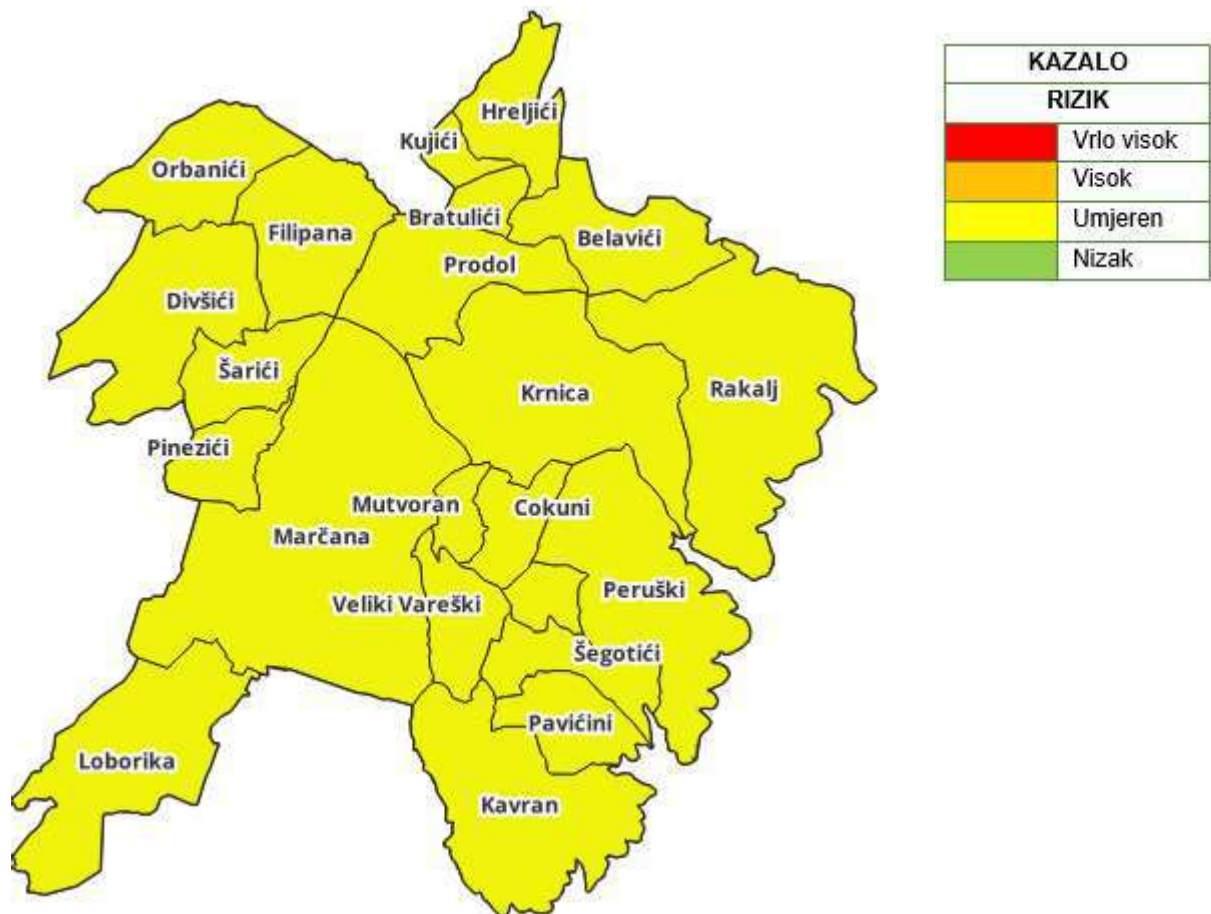 KAZALO
RIZIK
Vrlo visok
Visok
Umjeren
Nizak
Hreljići
Kujići
Orbanići
Bratulići
Filipana
Belavići
Prodol
Divšići
Šarići
Krnica
Rakalj
Pinezići
Mutvoran
Cokuni
Marčana
Peruški
Veliki Vareški
Šegotići
Pavićini
Loborika
Kavran